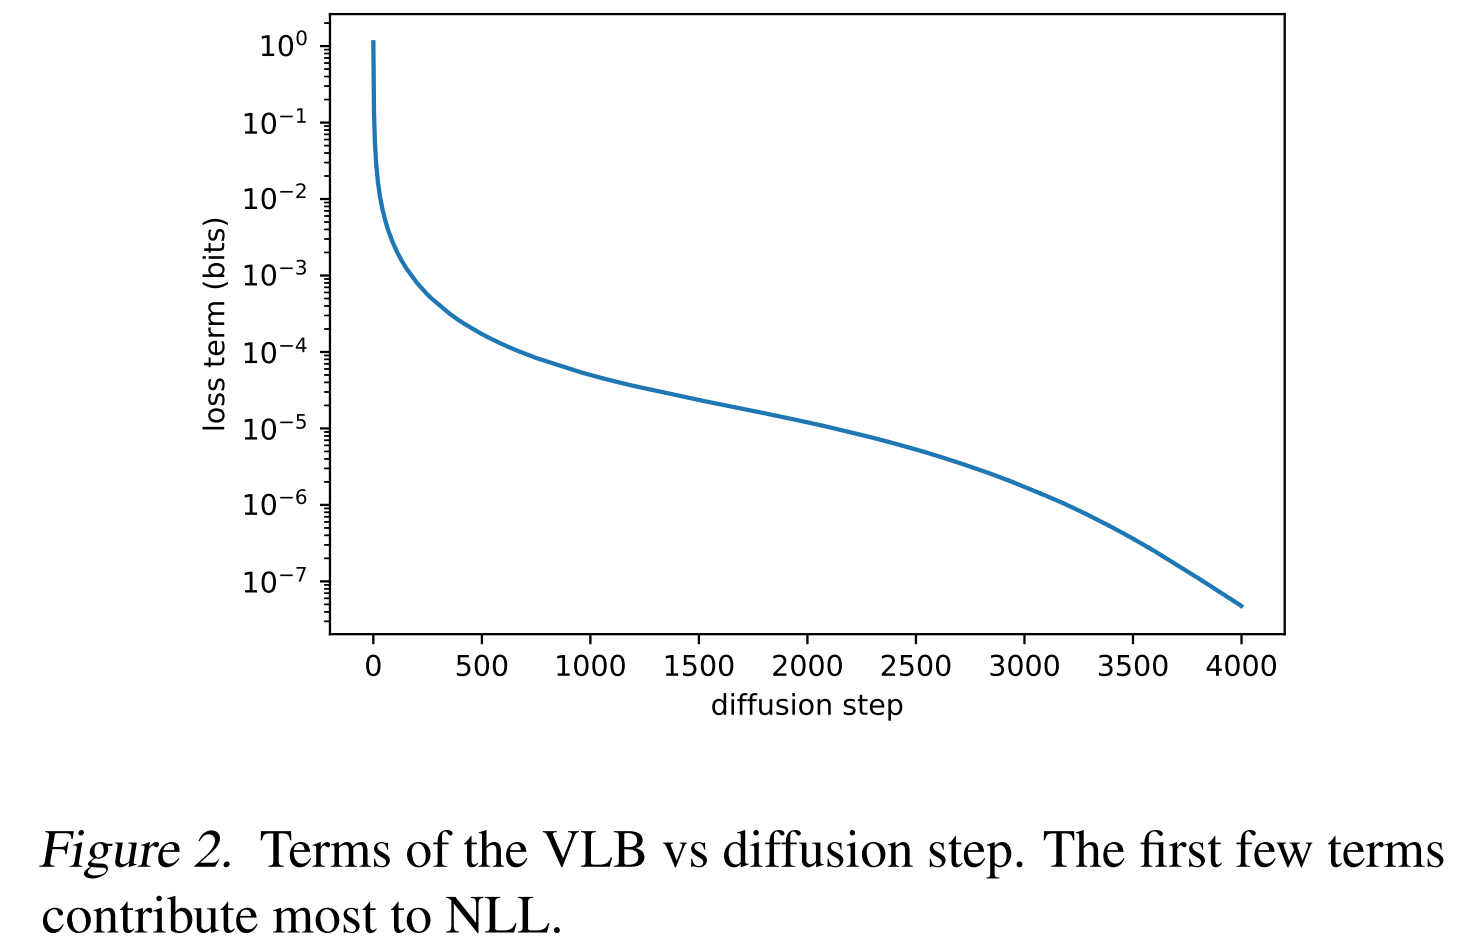 10⁰
10⁻¹
10⁻²
10⁻³
10⁻⁴
10⁻⁵
10⁻⁶
10⁻⁷
loss term (bits)
0 500 1000 1500 2000 2500 3000 3500 4000
diffusion step
Figure 2. Terms of the VLB vs diffusion step. The first few terms
contribute most to NLL.